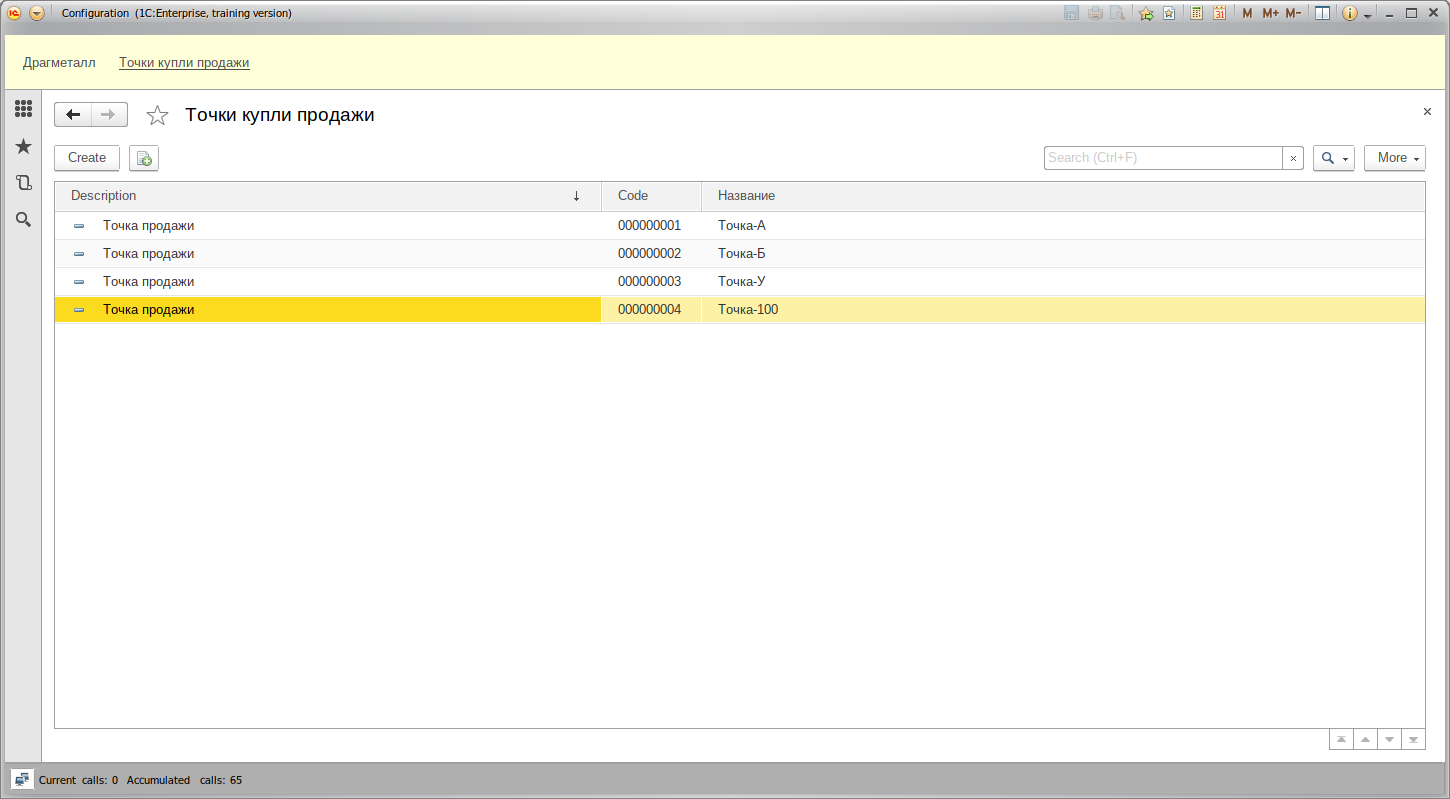 Configuration (1C:Enterprise, training version)
M M+ M-
Драгметалл Точки купли продажи
Точки купли продажи
Create Search (Ctrl+F) More
Description Code Название
Точка продажи 000000001 Точка-А
Точка продажи 000000002 Точка-Б
Точка продажи 000000003 Точка-У
Точка продажи 000000004 Точка-100
Current calls: 0 Accumulated calls: 65